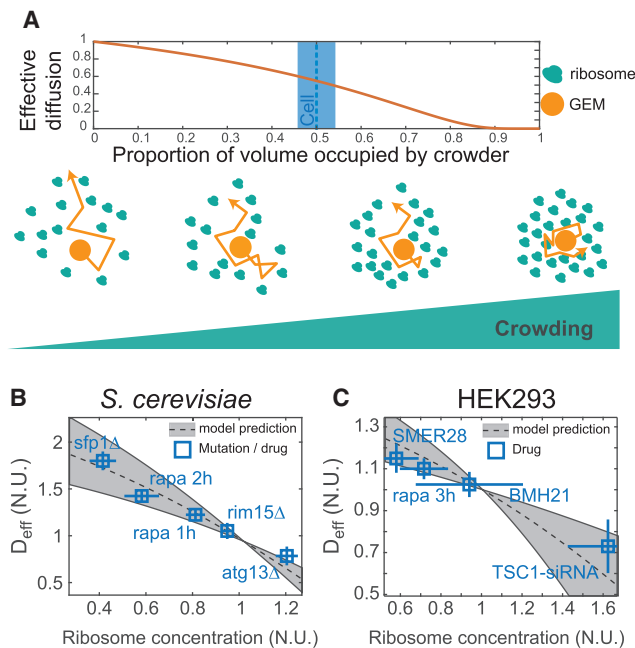 A
Effective
diffusion
1
0.8
0.6
0.4
0.2
0
Cell
0 0.1 0.2 0.3 0.4 0.5 0.6 0.7 0.8 0.9 1
Proportion of volume occupied by crowder
ribosome
GEM
Crowding
B
S. cerevisiae
model prediction
Mutation / drug
sfp1Δ
rapa 2h
rapa 1h
rim15Δ
atg13Δ
Deff (N.U.)
2
1.5
1
0.5
0.4 0.6 0.8 1 1.2
Ribosome concentration (N.U.)
C
HEK293
model prediction
Drug
SMER28
rapa 3h
BMH21
TSC1-siRNA
Deff (N.U.)
1.3
1.1
0.9
0.7
0.5
0.6 0.8 1 1.2 1.4 1.6
Ribosome concentration (N.U.)